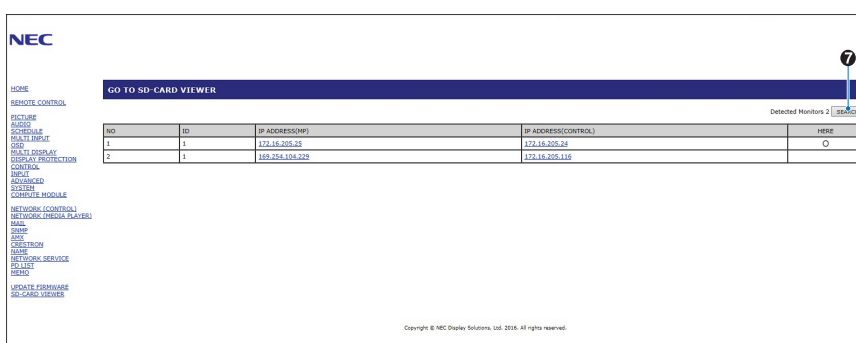 NEC
7
HOME
REMOTE CONTROL
PICTURE
AUDIO
SCHEDULE
MULTI INPUT
OSD
MULTI DISPLAY
DISPLAY PROTECTION
CONTROL
INPUT
ADVANCED
SYSTEM
COMPUTE MODULE
NETWORK (CONTROL)
NETWORK (MEDIA PLAYER)
MAIL
SNMP
AMX
CRESTRON
NAME
NETWORK SERVICE
PD LIST
MEMO
UPDATE FIRMWARE
SD-CARD VIEWER
GO TO SD-CARD VIEWER
Detected Monitors 2 SEARCH
NO ID IP ADDRESS(MP) IP ADDRESS(CONTROL) HERE
1 1 172.16.205.25 172.16.205.24 O
2 1 169.254.104.229 172.16.205.116
Copyright © NEC Display Solutions, Ltd. 2016. All rights reserved.